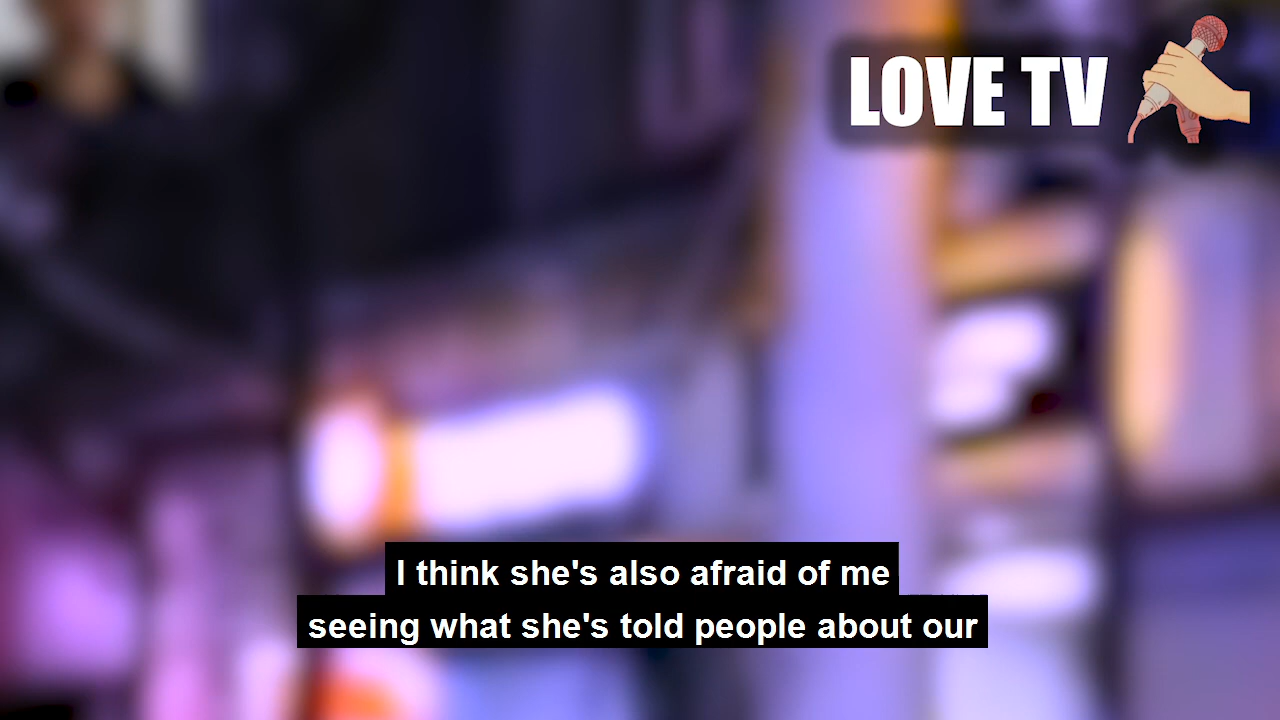 LOVE TV
I think she's also afraid of me
seeing what she's told people about our